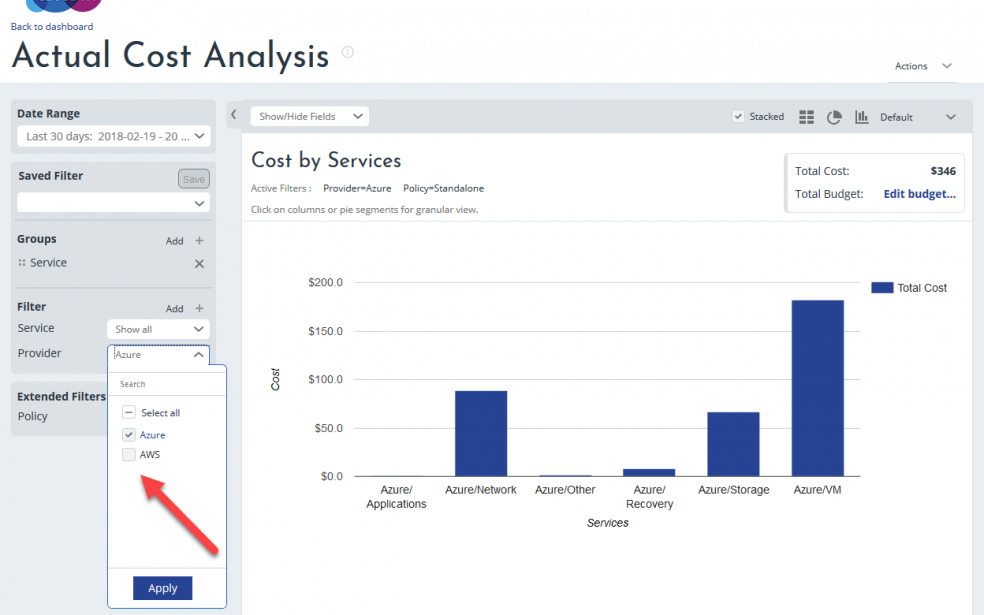 Back to dashboard
Actual Cost Analysis
Actions
Date Range
Last 30 days: 2018-02-19 - 20 ...
Saved Filter
Save
Groups
Add +
Service
Filter
Add +
Service
Show all
Provider
Azure
Search
Select all
Azure
AWS
Apply
Extended Filters
Policy
Show/Hide Fields
Stacked
Default
Cost by Services
Active Filters : Provider=Azure Policy=Standalone
Click on columns or pie segments for granular view.
Total Cost: $346
Total Budget: Edit budget...
$200.0
$150.0
$100.0
$50.0
$0.0
Cost
Azure/
Applications
Azure/Network
Azure/Other
Azure/
Recovery
Azure/Storage
Azure/VM
Services
Total Cost